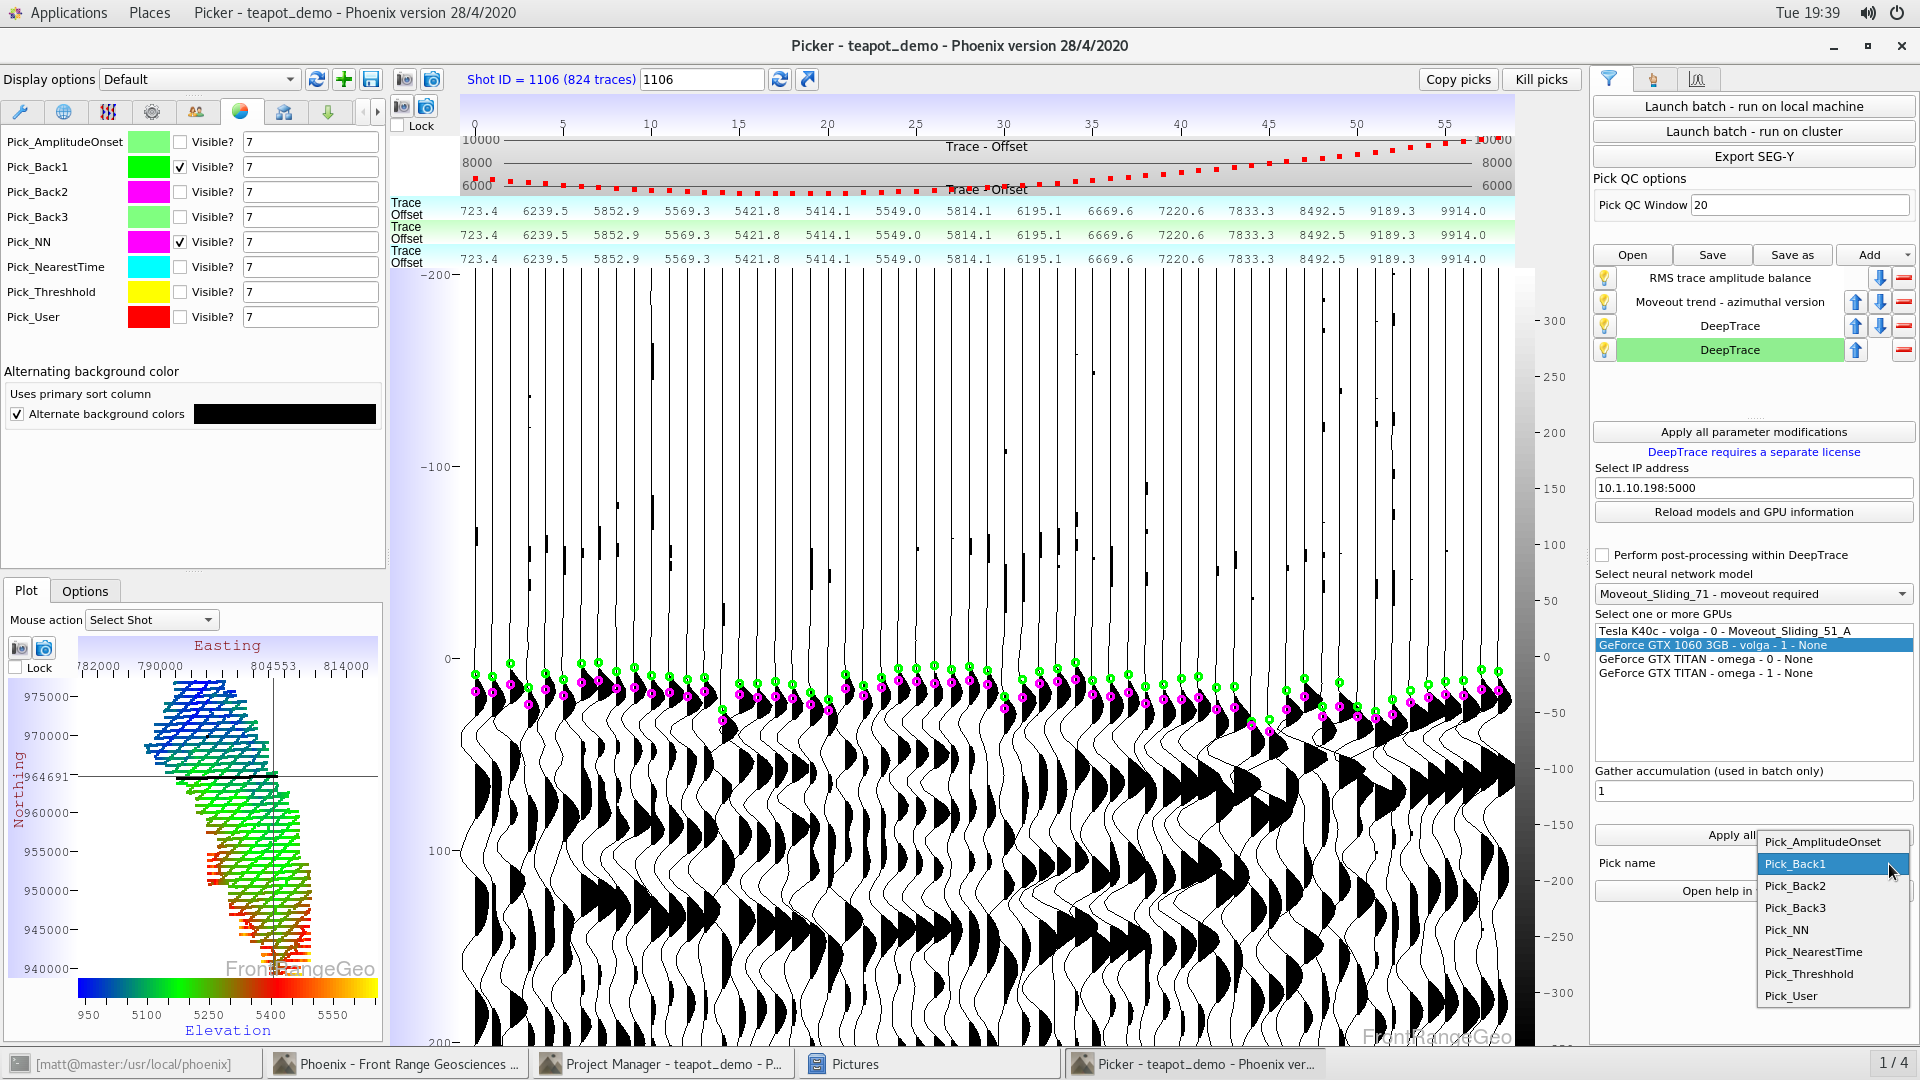 Applications Places Picker - teapot_demo - Phoenix version 28/4/2020 Tue 19:39
Picker - teapot_demo - Phoenix version 28/4/2020
Display options Default
Pick_AmplitudeOnset Visible? 7
Pick_Back1 Visible? 7
Pick_Back2 Visible? 7
Pick_Back3 Visible? 7
Pick_NN Visible? 7
Pick_NearestTime Visible? 7
Pick_Threshhold Visible? 7
Pick_User Visible? 7
Alternating background color
Uses primary sort column
Alternate background colors
Plot Options
Mouse action Select Shot
Lock
Easting
782000 790000 804553 814000
Northing
975000
970000
964691
960000
955000
950000
945000
940000
FrontRangeGeo
950 5100 5250 5400 5550
Elevation
Shot ID = 1106 (824 traces) 1106 Copy picks Kill picks
Lock
0 5 10 15 20 25 30 35 40 45 50 55
10000 Trace - Offset 10000
8000 8000
6000 Trace - Offset 6000
Trace
Offset 723.4 6239.5 5852.9 5569.3 5421.8 5414.1 5549.0 5814.1 6195.1 6669.6 7220.6 7833.3 8492.5 9189.3 9914.0
Trace
Offset 723.4 6239.5 5852.9 5569.3 5421.8 5414.1 5549.0 5814.1 6195.1 6669.6 7220.6 7833.3 8492.5 9189.3 9914.0
Trace
Offset 723.4 6239.5 5852.9 5569.3 5421.8 5414.1 5549.0 5814.1 6195.1 6669.6 7220.6 7833.3 8492.5 9189.3 9914.0
-200
-100
0
100
200
300
250
200
150
100
50
0
-50
-100
-150
-200
-250
-300
FrontRangeGeo
Launch batch - run on local machine
Launch batch - run on cluster
Export SEG-Y
Pick QC options
Pick QC Window 20
Open Save Save as Add
RMS trace amplitude balance
Moveout trend - azimuthal version
DeepTrace
DeepTrace
Apply all parameter modifications
DeepTrace requires a separate license
Select IP address
10.1.10.198:5000
Reload models and GPU information
Perform post-processing within DeepTrace
Select neural network model
Moveout_Sliding_71 - moveout required
Select one or more GPUs
Tesla K40c - volga - 0 - Moveout_Sliding_51_A
GeForce GTX 1060 3GB - volga - 1 - None
GeForce GTX TITAN - omega - 0 - None
GeForce GTX TITAN - omega - 1 - None
Gather accumulation (used in batch only)
1
Apply all
Pick name
Open help in
Pick_AmplitudeOnset
Pick_Back1
Pick_Back2
Pick_Back3
Pick_NN
Pick_NearestTime
Pick_Threshhold
Pick_User
[matt@master:/usr/local/phoenix] Phoenix - Front Range Geosciences ... Project Manager - teapot_demo - P... Pictures Picker - teapot_demo - Phoenix ver... 1 / 4